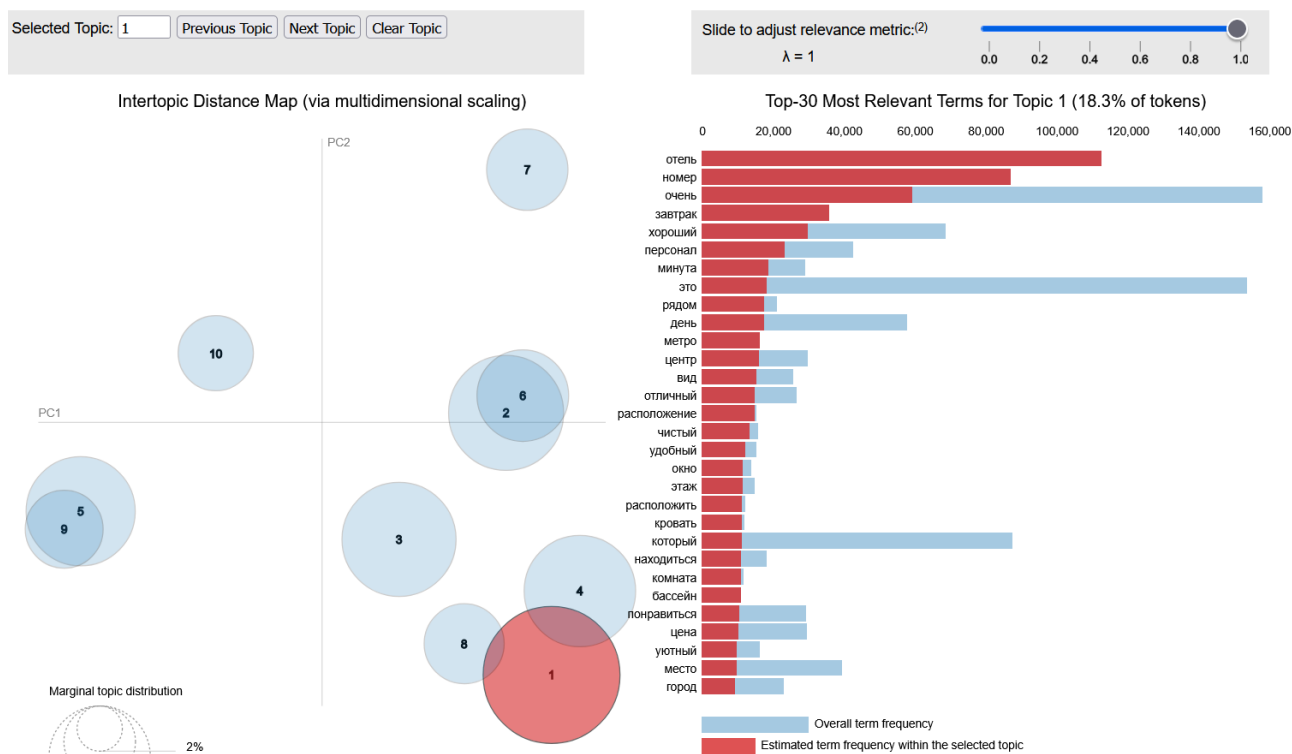 Selected Topic: 1 Previous Topic Next Topic Clear Topic
Slide to adjust relevance metric:(2)
λ = 1
0.0 0.2 0.4 0.6 0.8 1.0
Intertopic Distance Map (via multidimensional scaling)
PC2
PC1
7
10
6
2
5
9
3
4
8
1
Marginal topic distribution
2%
Top-30 Most Relevant Terms for Topic 1 (18.3% of tokens)
0 20,000 40,000 60,000 80,000 100,000 120,000 140,000 160,000
отель
номер
очень
завтрак
хороший
персонал
минута
это
рядом
день
метро
центр
вид
отличный
расположение
чистый
удобный
окно
этаж
расположить
кровать
который
находиться
комната
бассейн
понравиться
цена
уютный
место
город
Overall term frequency
Estimated term frequency within the selected topic